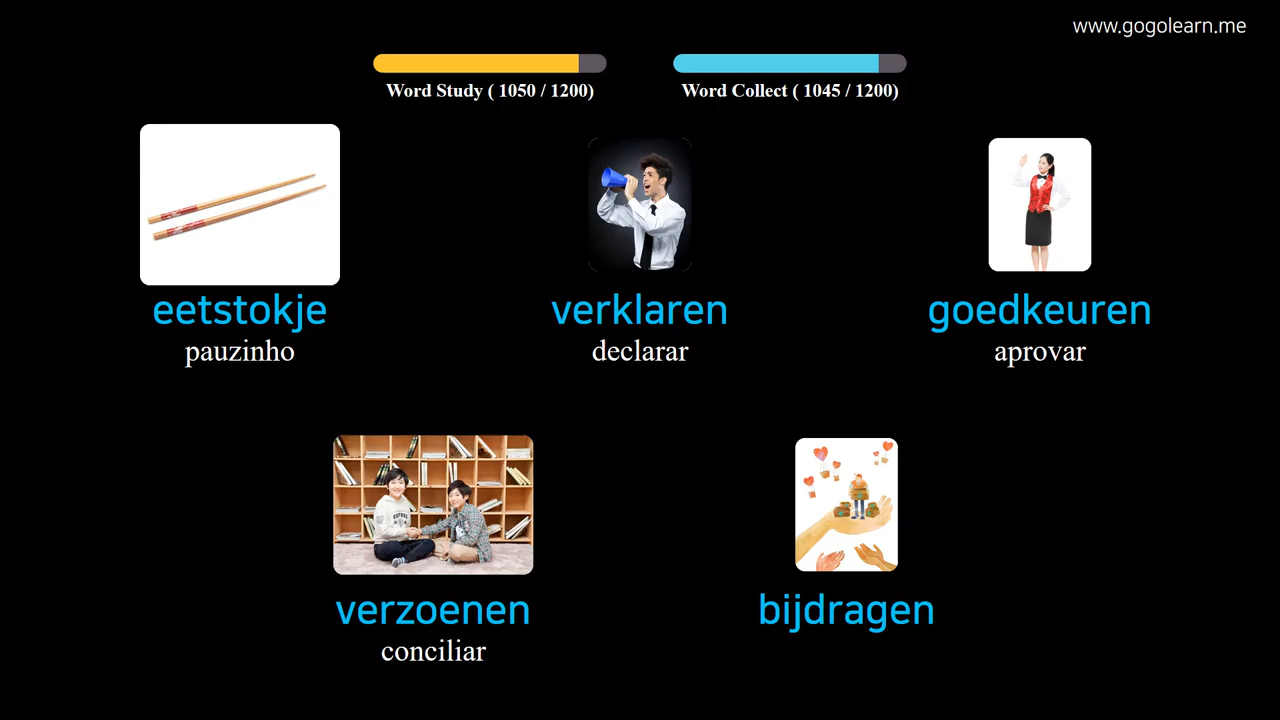 www.gogolearn.me
Word Study ( 1050 / 1200)
Word Collect ( 1045 / 1200)
eetstokje
pauzinho
verklaren
declarar
goedkeuren
aprovar
verzoenen
conciliar
bijdragen